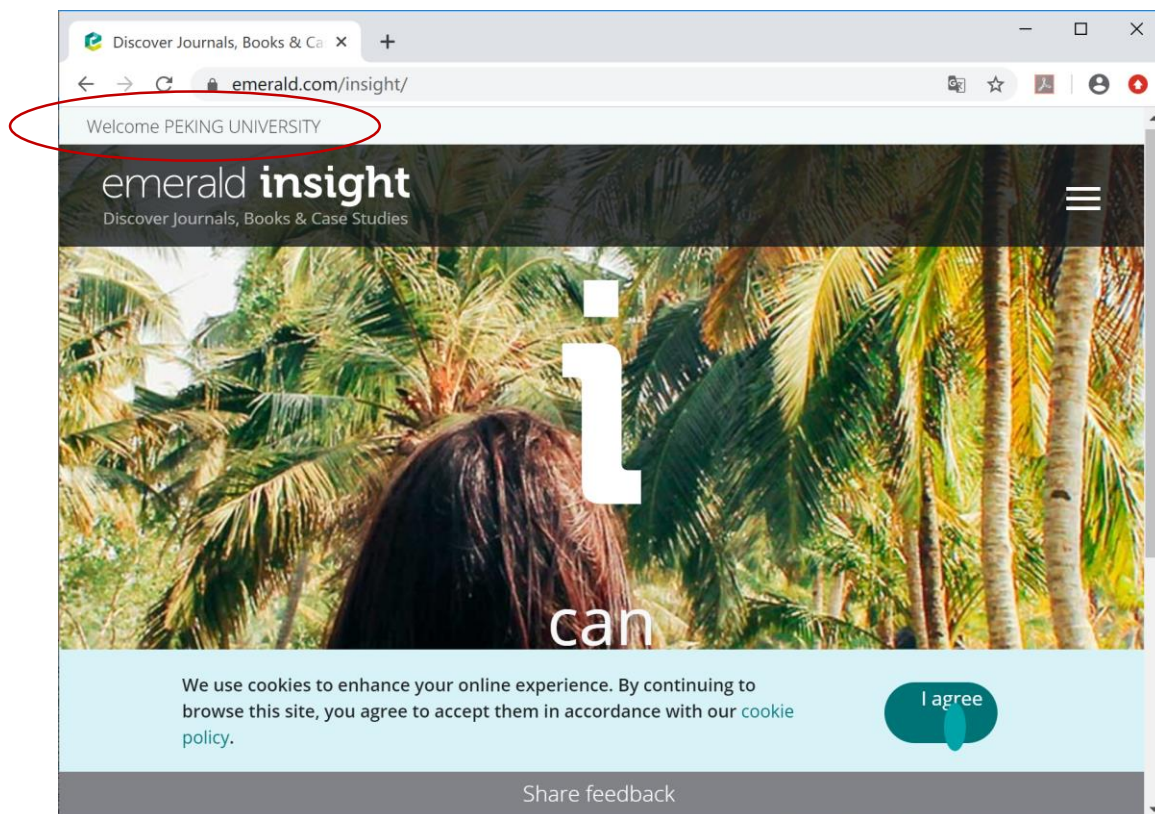 Discover Journals, Books & Ca
emerald.com/insight/
Welcome PEKING UNIVERSITY
emerald insight
Discover Journals, Books & Case Studies
i
can
We use cookies to enhance your online experience. By continuing to
browse this site, you agree to accept them in accordance with our cookie
policy.
I agree
Share feedback